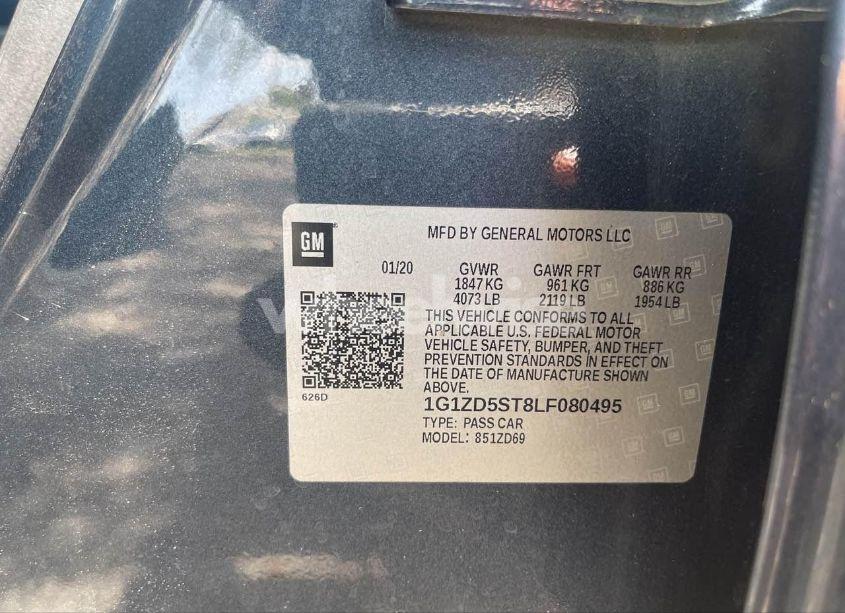 GM
MFD BY GENERAL MOTORS LLC
01/20 GVWR GAWR FRT GAWR RR
1847 KG 961 KG 886 KG
4073 LB 2119 LB 1954 LB
THIS VEHICLE CONFORMS TO ALL
APPLICABLE U.S. FEDERAL MOTOR
VEHICLE SAFETY, BUMPER, AND THEFT
PREVENTION STANDARDS IN EFFECT ON
THE DATE OF MANUFACTURE SHOWN
ABOVE.
626D
1G1ZD5ST8LF080495
TYPE: PASS CAR
MODEL: 851ZD69